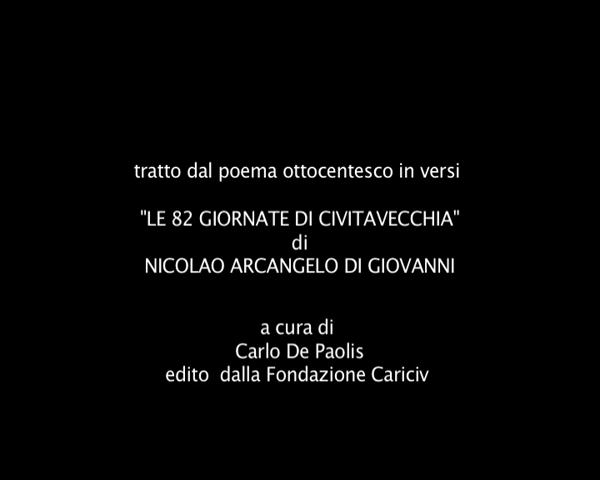 tratto dal poema ottocentesco in versi
"LE 82 GIORNATE DI CIVITAVECCHIA"
di
NICOLAO ARCANGELO DI GIOVANNI
a cura di
Carlo De Paolis
edito dalla Fondazione Cariciv